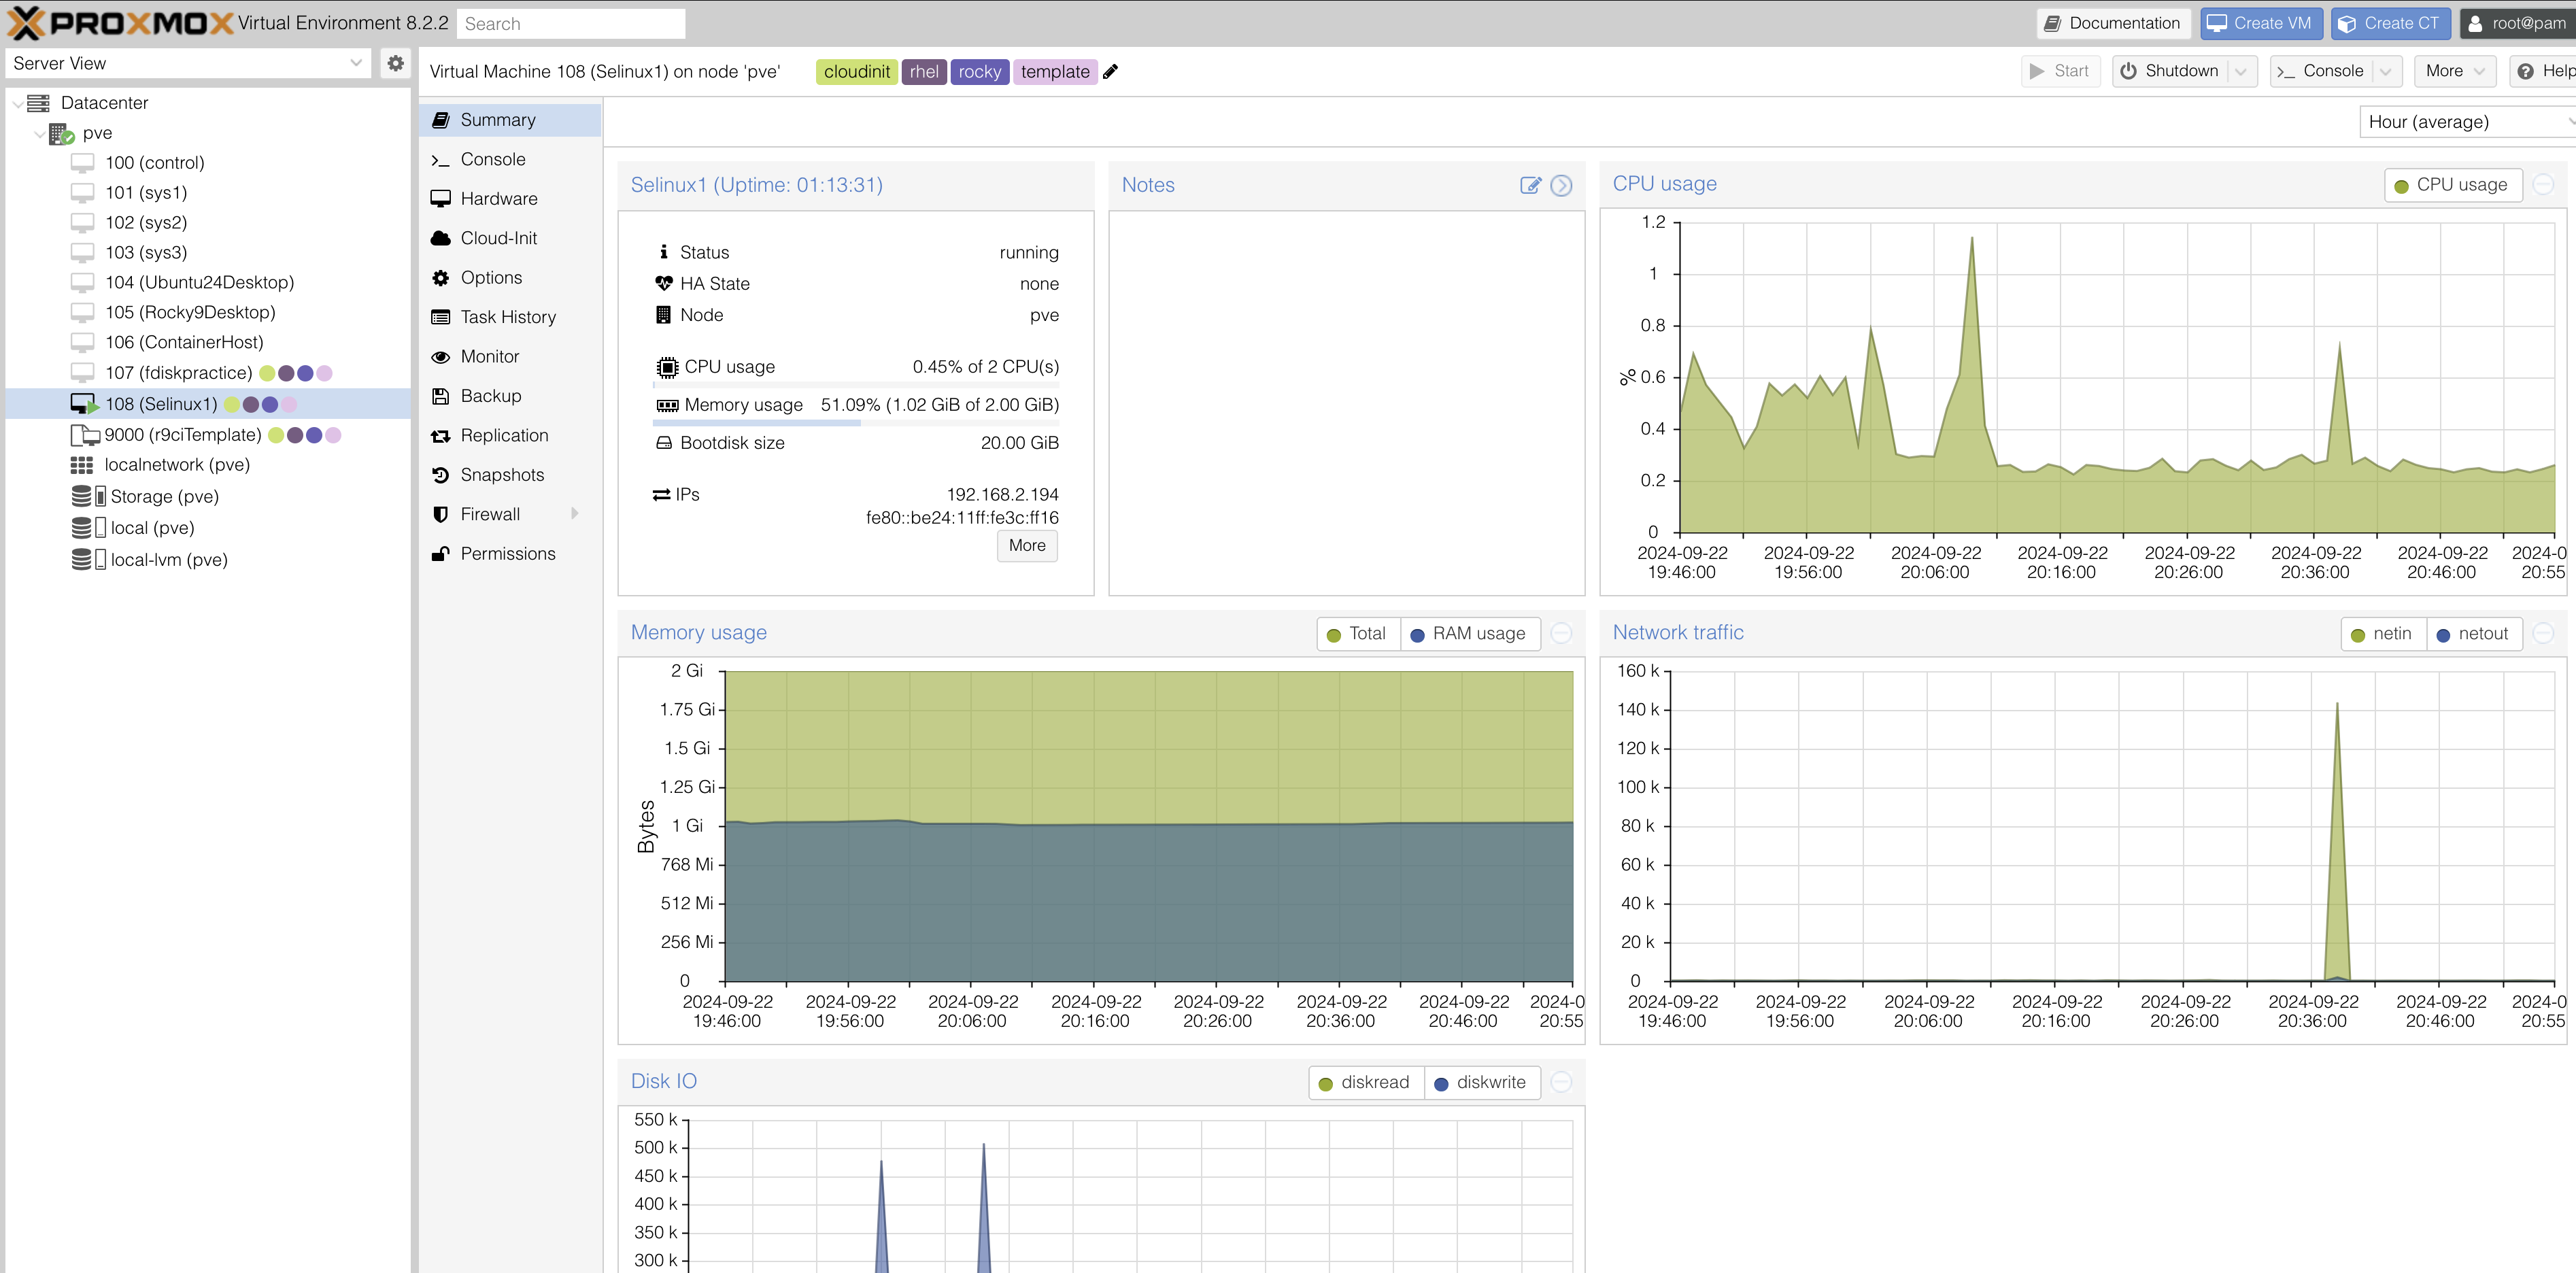 PROXMOX Virtual Environment 8.2.2 Search
Documentation Create VM Create CT root@pam
Server View
Datacenter
pve
100 (control)
101 (sys1)
102 (sys2)
103 (sys3)
104 (Ubuntu24Desktop)
105 (Rocky9Desktop)
106 (ContainerHost)
107 (fdiskpractice)
108 (Selinux1)
9000 (r9ciTemplate)
localnetwork (pve)
Storage (pve)
local (pve)
local-lvm (pve)
Virtual Machine 108 (Selinux1) on node 'pve' cloudinit rhel rocky template
Start Shutdown Console More Help
Summary
Console
Hardware
Cloud-Init
Options
Task History
Monitor
Backup
Replication
Snapshots
Firewall
Permissions
Hour (average)
Selinux1 (Uptime: 01:13:31)
Status running
HA State none
Node pve
CPU usage 0.45% of 2 CPU(s)
Memory usage 51.09% (1.02 GiB of 2.00 GiB)
Bootdisk size 20.00 GiB
IPs 192.168.2.194
fe80::be24:11ff:fe3c:ff16
More
Notes
CPU usage
CPU usage
1.2
1
0.8
0.6
0.4
0.2
0
%
2024-09-22 2024-09-22 2024-09-22 2024-09-22 2024-09-22 2024-09-22 2024-09-22 2024-0
19:46:00 19:56:00 20:06:00 20:16:00 20:26:00 20:36:00 20:46:00 20:55
Memory usage
Total RAM usage
2 Gi
1.75 Gi
1.5 Gi
1.25 Gi
1 Gi
768 Mi
512 Mi
256 Mi
0
Bytes
2024-09-22 2024-09-22 2024-09-22 2024-09-22 2024-09-22 2024-09-22 2024-09-22 2024-0
19:46:00 19:56:00 20:06:00 20:16:00 20:26:00 20:36:00 20:46:00 20:55
Network traffic
netin netout
160 k
140 k
120 k
100 k
80 k
60 k
40 k
20 k
0
2024-09-22 2024-09-22 2024-09-22 2024-09-22 2024-09-22 2024-09-22 2024-09-22 2024-0
19:46:00 19:56:00 20:06:00 20:16:00 20:26:00 20:36:00 20:46:00 20:55
Disk IO
diskread diskwrite
550 k
500 k
450 k
400 k
350 k
300 k